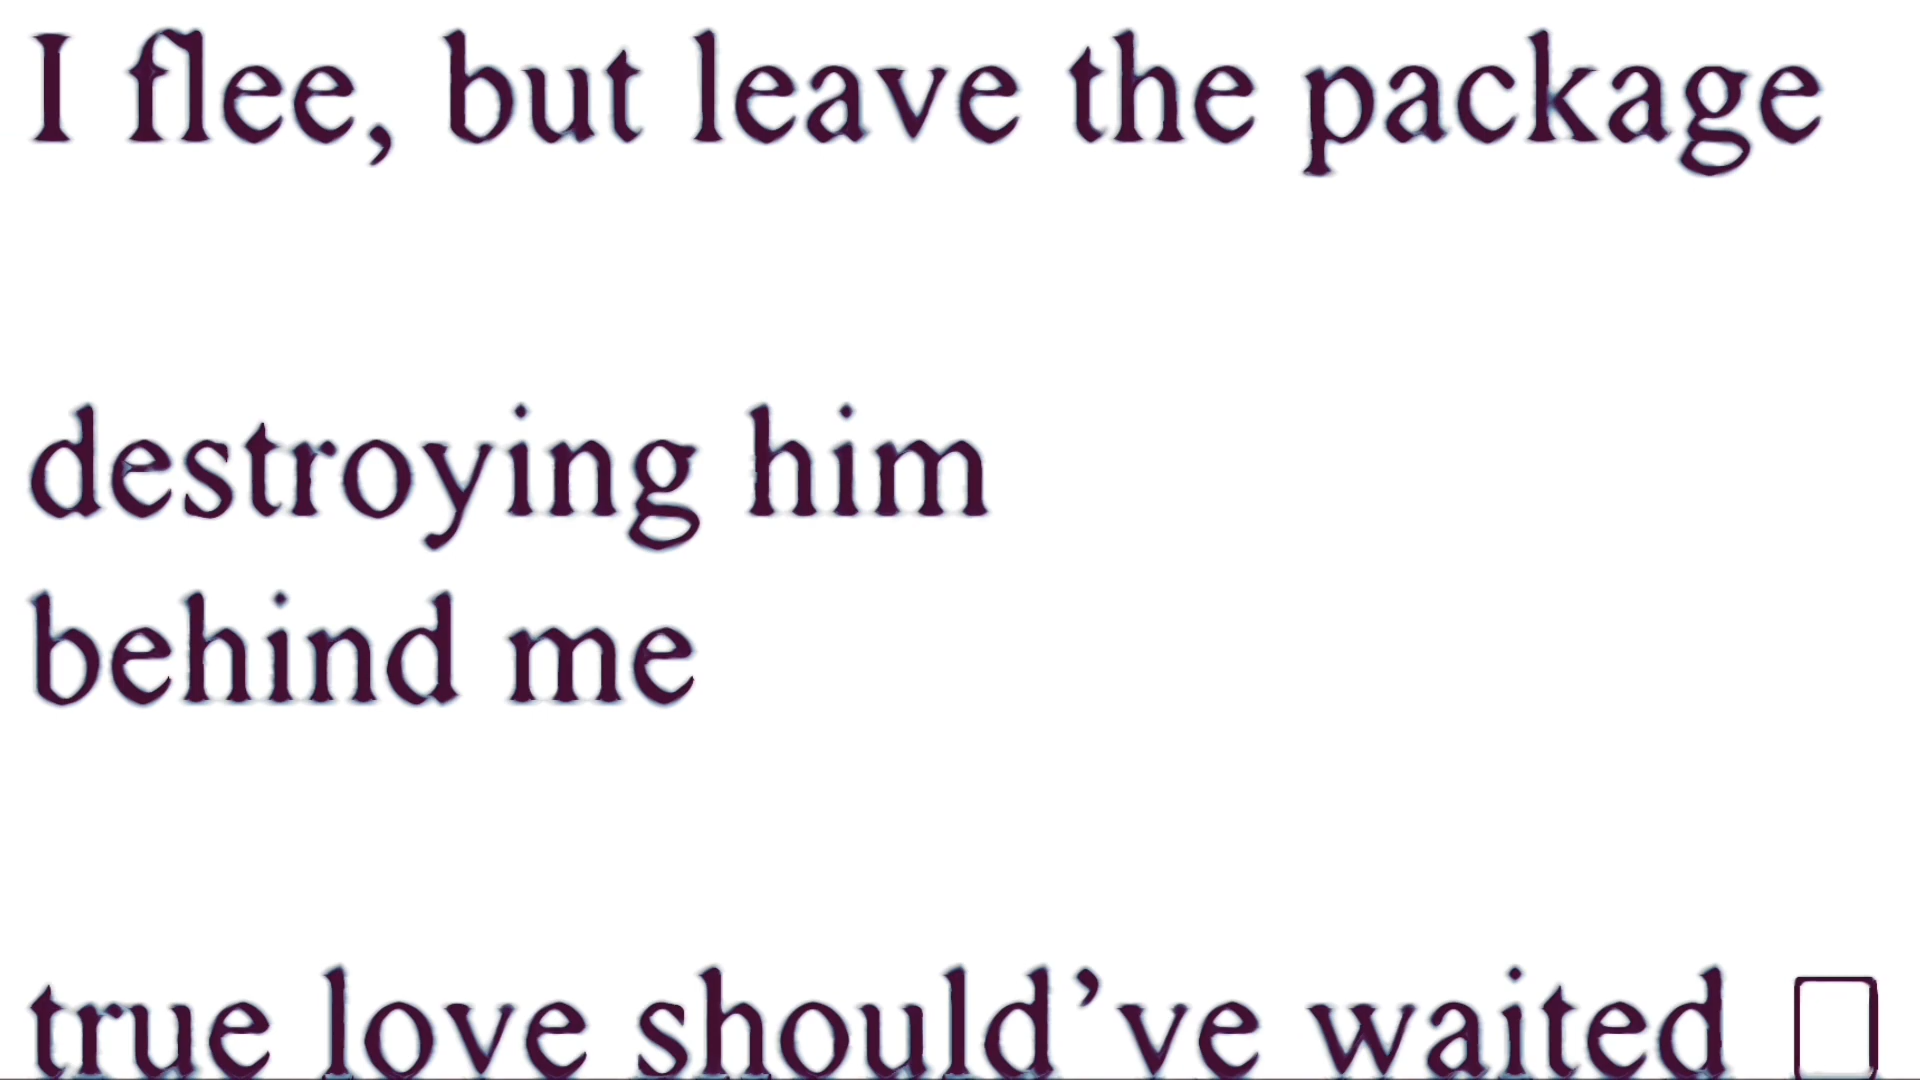 I flee, but leave the package
destroying him
behind me
true love should’ve waited □